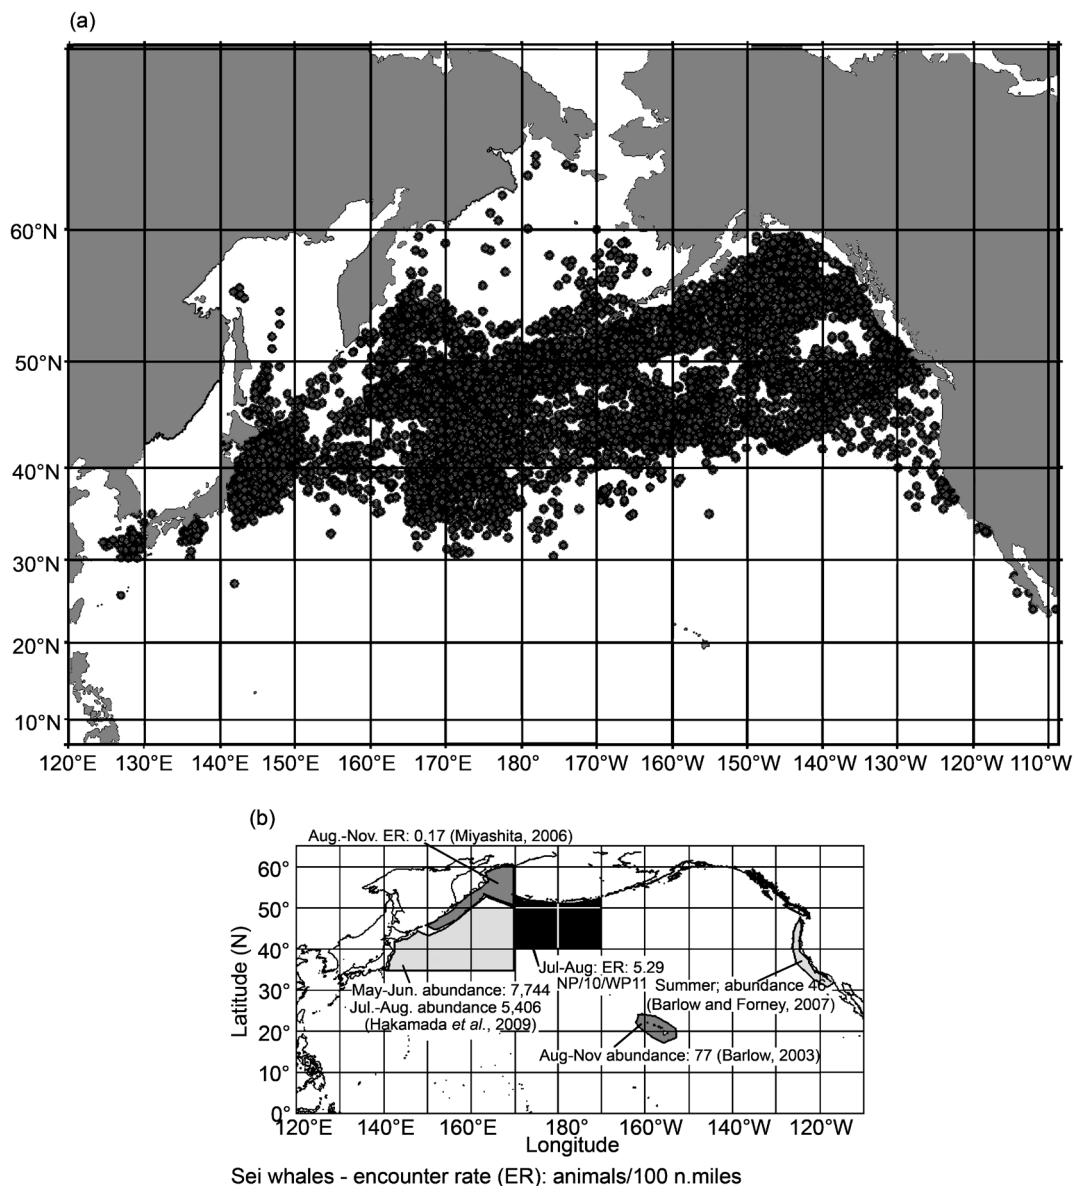 (a)
60°N
50°N
40°N
30°N
20°N
10°N
120°E 130°E 140°E 150°E 160°E 170°E 180° 170°W 160°W 150°W 140°W 130°W 120°W 110°W
(b)
Aug.-Nov. ER: 0.17 (Miyashita, 2006)
60°
50°
40°
30°
20°
10°
0°
Latitude (N)
Jul-Aug: ER: 5.29
NP/10/WP11
May-Jun. abundance: 7,744
Jul.-Aug. abundance 5,406
(Hakamada et al., 2009)
Summer; abundance 46
(Barlow and Forney, 2007)
Aug-Nov abundance: 77 (Barlow, 2003)
120°E 140°E 160°E 180° 160°W 140°W 120°W
Longitude
Sei whales - encounter rate (ER): animals/100 n.miles